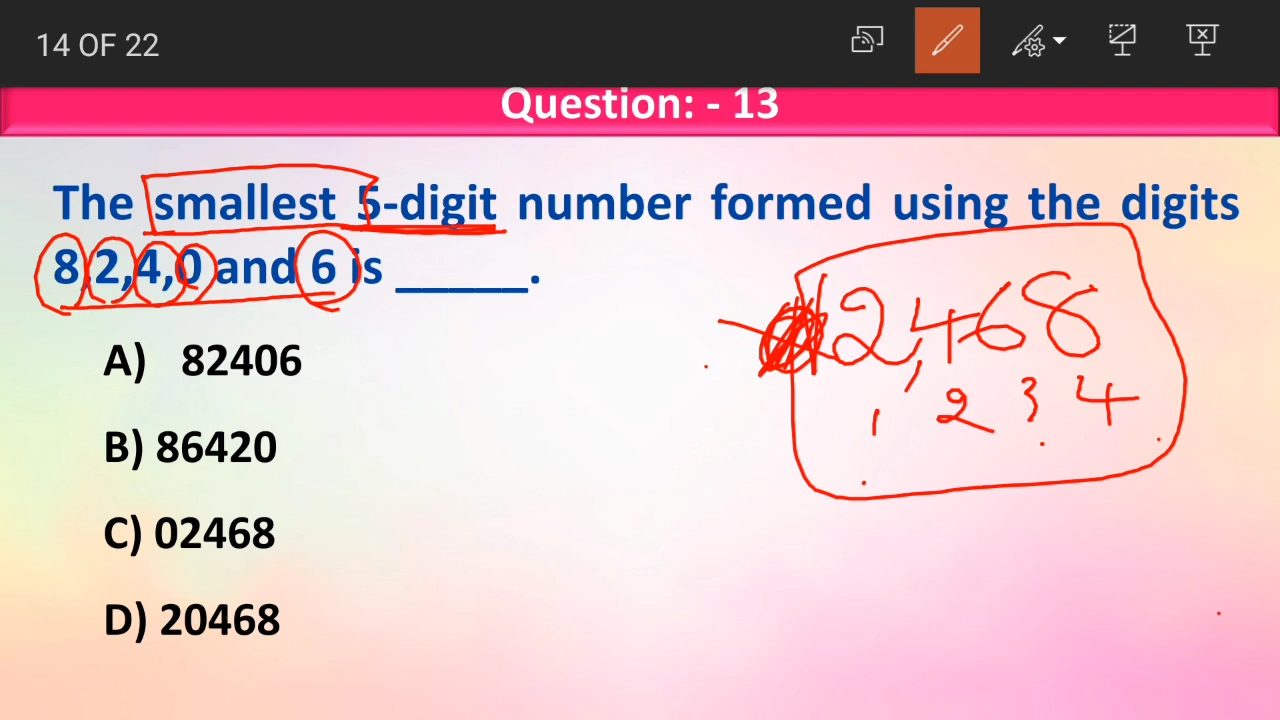 14 OF 22
Question: - 13
The smallest 5-digit number formed using the digits
8,2,4,0 and 6 is _____.
2,468
1 2 3 4
A) 82406
B) 86420
C) 02468
D) 20468